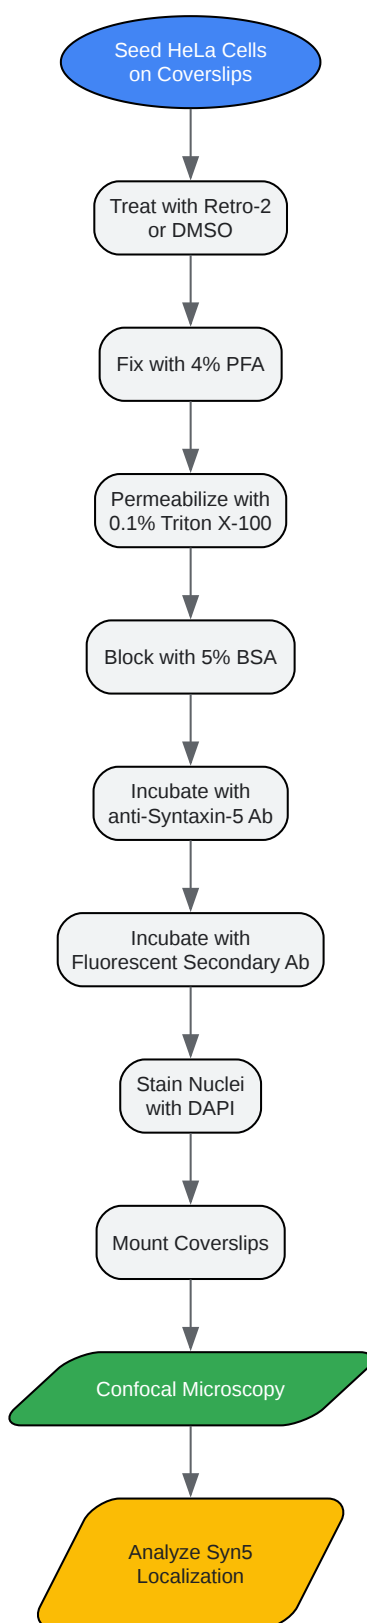 Seed HeLa Cells
on Coverslips
Treat with Retro-2
or DMSO
Fix with 4% PFA
Permeabilize with
0.1% Triton X-100
Block with 5% BSA
Incubate with
anti-Syntaxin-5 Ab
Incubate with
Fluorescent Secondary Ab
Stain Nuclei
with DAPI
Mount Coverslips
Confocal Microscopy
Analyze Syn5
Localization